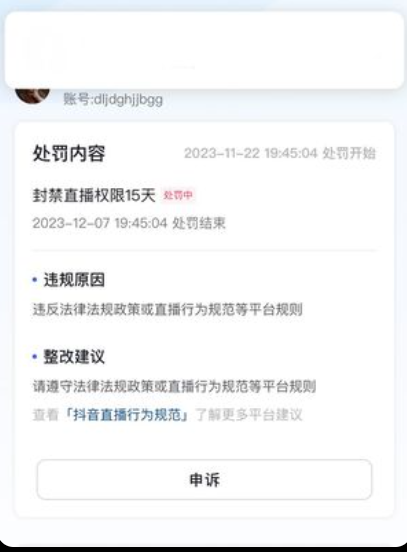 账号:dljdghjjbgg
处罚内容 2023-11-22 19:45:04 处罚开始
封禁直播权限15天 处罚中
2023-12-07 19:45:04 处罚结束
• 违规原因
违反法律法规政策或直播行为规范等平台规则
• 整改建议
请遵守法律法规政策或直播行为规范等平台规则
查看「抖音直播行为规范」了解更多平台建议
申诉